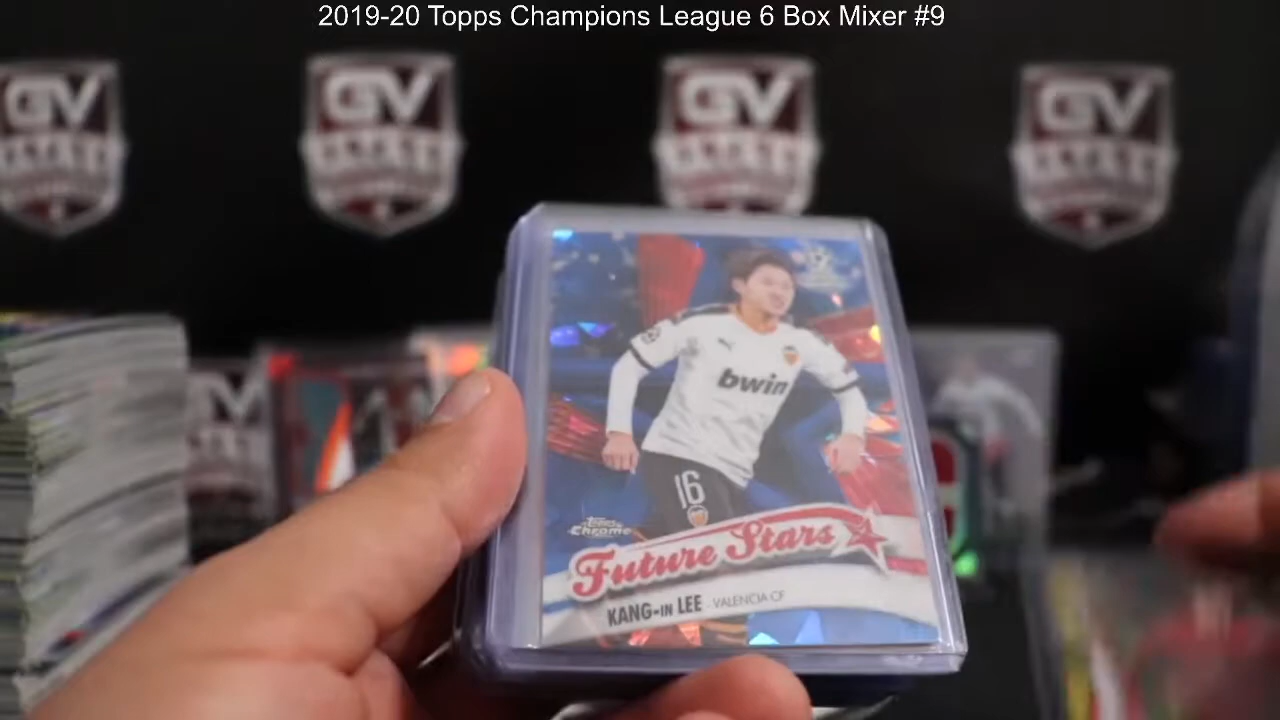 2019-20 Topps Champions League 6 Box Mixer #9
GV
GV
GV
GV
bwin
16
Topps
Chrome
Future Stars
KANG-IN LEE - VALENCIA CF